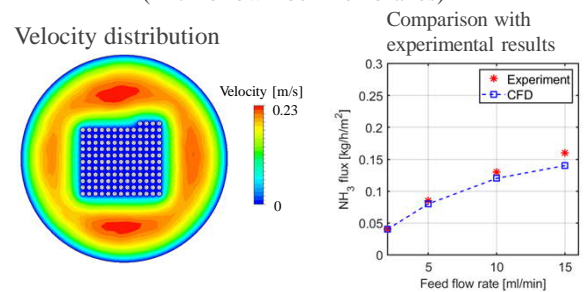 Velocity distribution
Comparison with
experimental results
Velocity [m/s]
0.23
0
0.3
0.25
0.2
0.15
0.1
0.05
0
NH3 flux [kg/h/m²]
Experiment
CFD
5
10
15
Feed flow rate [ml/min]